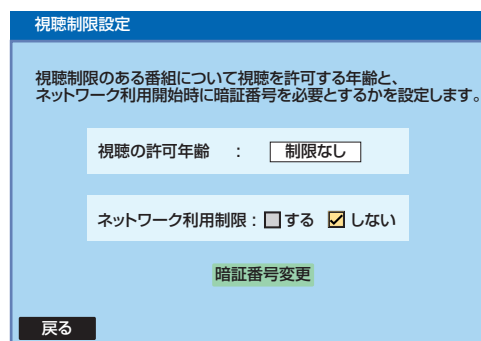 視聴制限設定
視聴制限のある番組について視聴を許可する年齢と、
ネットワーク利用開始時に暗証番号を必要とするかを設定します。
視聴の許可年齢 : 制限なし
ネットワーク利用制限 : する しない
暗証番号変更
戻る